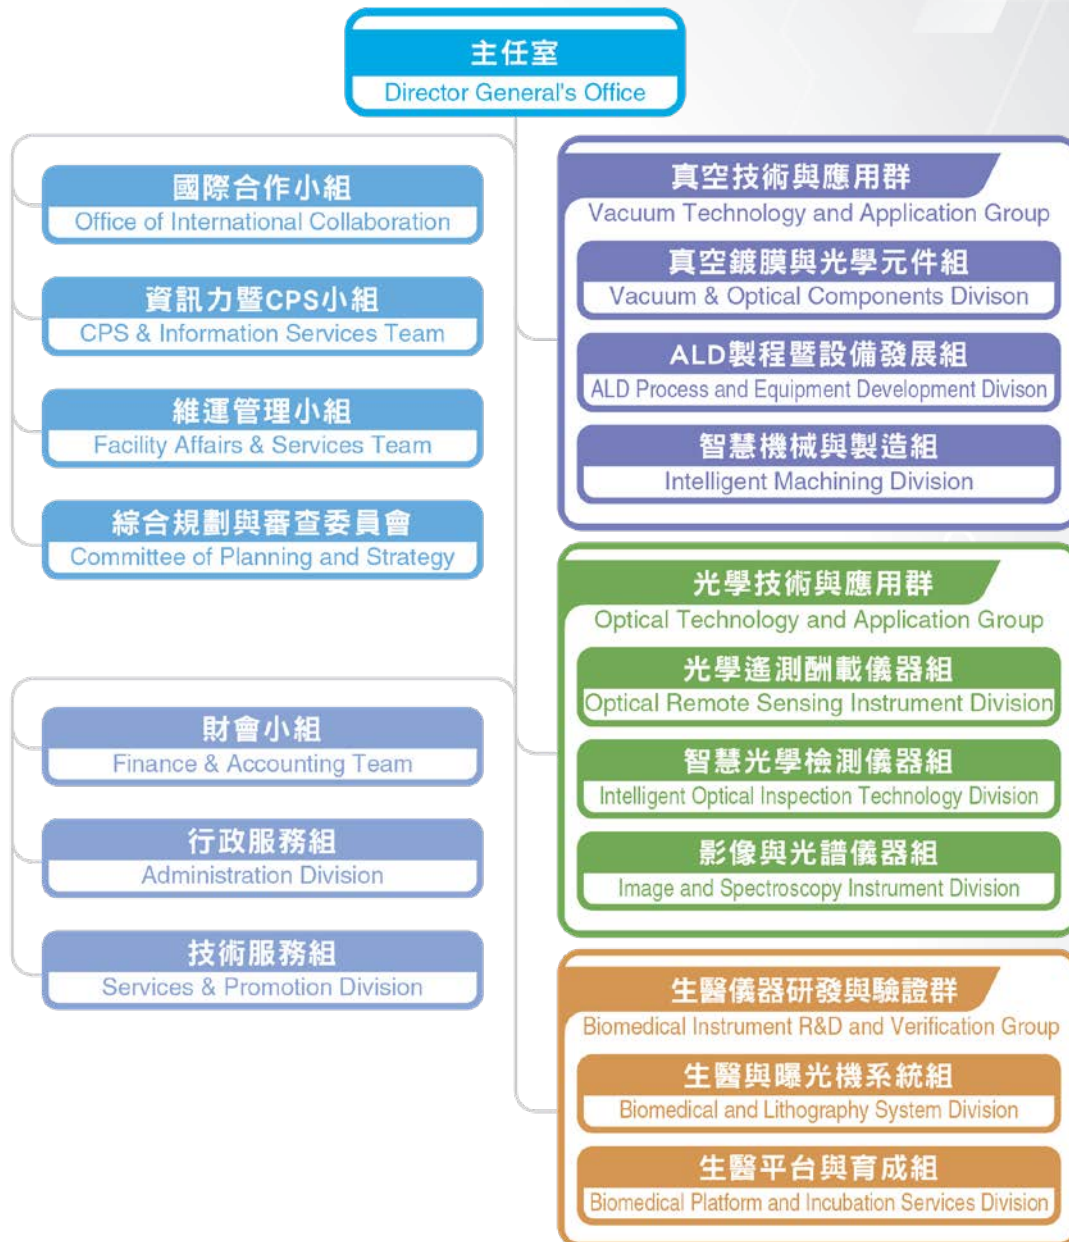 主任室
Director General's Office
國際合作小組
Office of International Collaboration
資訊力暨CPS小組
CPS & Information Services Team
維運管理小組
Facility Affairs & Services Team
綜合規劃與審查委員會
Committee of Planning and Strategy
財會小組
Finance & Accounting Team
行政服務組
Administration Division
技術服務組
Services & Promotion Division
真空技術與應用群
Vacuum Technology and Application Group
真空鍍膜與光學元件組
Vacuum & Optical Components Divison
ALD製程暨設備發展組
ALD Process and Equipment Development Divison
智慧機械與製造組
Intelligent Machining Division
光學技術與應用群
Optical Technology and Application Group
光學遙測酬載儀器組
Optical Remote Sensing Instrument Division
智慧光學檢測儀器組
Intelligent Optical Inspection Technology Division
影像與光譜儀器組
Image and Spectroscopy Instrument Division
生醫儀器研發與驗證群
Biomedical Instrument R&D and Verification Group
生醫與曝光機系統組
Biomedical and Lithography System Division
生醫平台與育成組
Biomedical Platform and Incubation Services Division